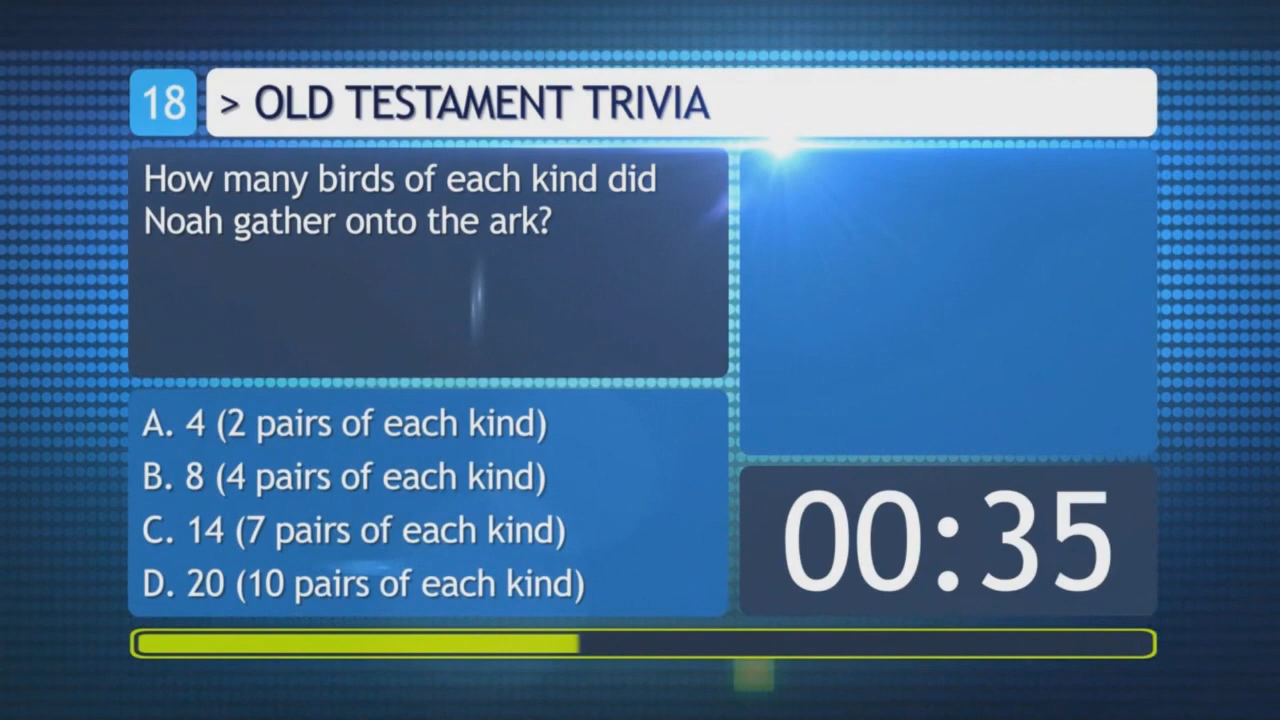 18 > OLD TESTAMENT TRIVIA
How many birds of each kind did
Noah gather onto the ark?
A. 4 (2 pairs of each kind)
B. 8 (4 pairs of each kind)
C. 14 (7 pairs of each kind)
D. 20 (10 pairs of each kind)
00:35